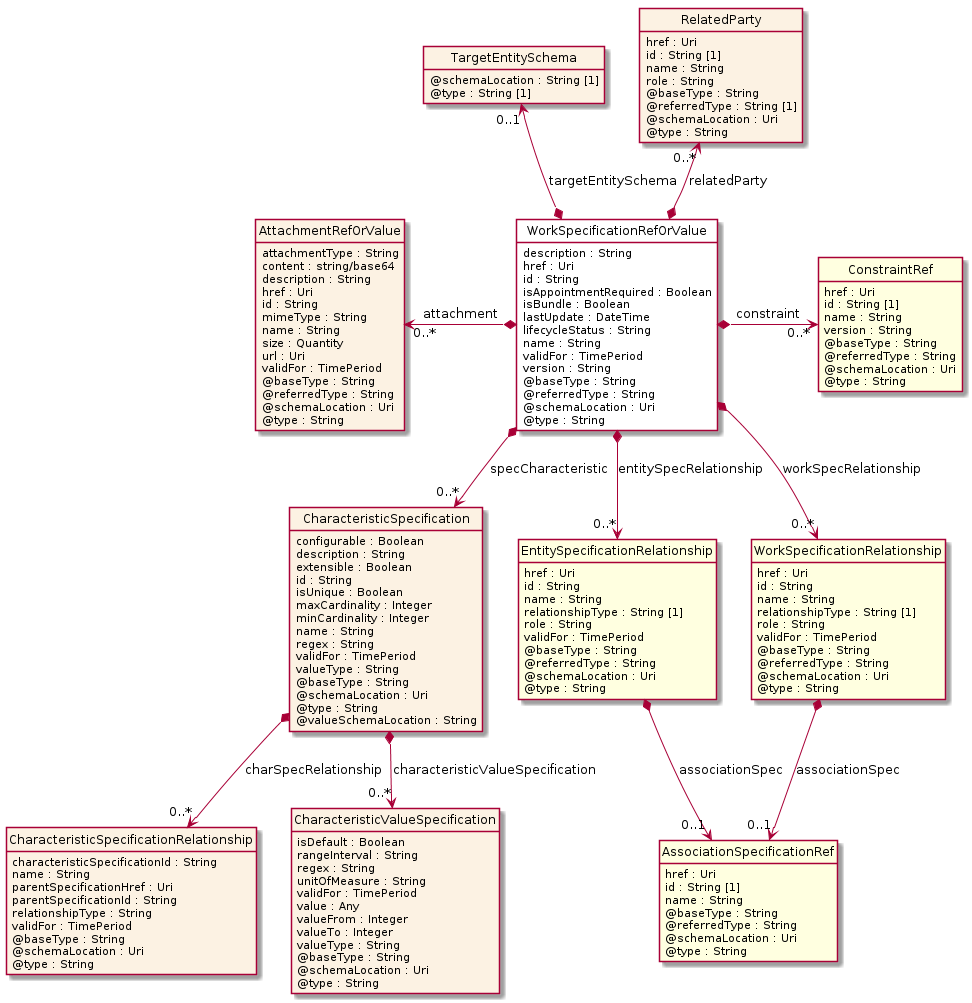 RelatedParty
href : Uri
id : String [1]
name : String
role : String
@baseType : String
@referredType : String [1]
@schemaLocation : Uri
@type : String
TargetEntitySchema
@schemaLocation : String [1]
@type : String [1]
0..1
0..*
targetEntitySchema
relatedParty
AttachmentRefOrValue
attachmentType : String
content : string/base64
description : String
href : Uri
id : String
mimeType : String
name : String
size : Quantity
url : Uri
validFor : TimePeriod
@baseType : String
@referredType : String
@schemaLocation : Uri
@type : String
attachment
0..*
WorkSpecificationRefOrValue
description : String
href : Uri
id : String
isAppointmentRequired : Boolean
isBundle : Boolean
lastUpdate : DateTime
lifecycleStatus : String
name : String
validFor : TimePeriod
version : String
@baseType : String
@referredType : String
@schemaLocation : Uri
@type : String
constraint
0..*
ConstraintRef
href : Uri
id : String [1]
name : String
version : String
@baseType : String
@referredType : String
@schemaLocation : Uri
@type : String
specCharacteristic
entitySpecRelationship
workSpecRelationship
0..*
0..*
0..*
CharacteristicSpecification
configurable : Boolean
description : String
extensible : Boolean
id : String
isUnique : Boolean
maxCardinality : Integer
minCardinality : Integer
name : String
regex : String
validFor : TimePeriod
valueType : String
@baseType : String
@schemaLocation : Uri
@type : String
@valueSchemaLocation : String
EntitySpecificationRelationship
href : Uri
id : String
name : String
relationshipType : String [1]
role : String
validFor : TimePeriod
@baseType : String
@referredType : String
@schemaLocation : Uri
@type : String
WorkSpecificationRelationship
href : Uri
id : String
name : String
relationshipType : String [1]
role : String
validFor : TimePeriod
@baseType : String
@referredType : String
@schemaLocation : Uri
@type : String
charSpecRelationship
characteristicValueSpecification
associationSpec
associationSpec
0..*
0..*
0..1
0..1
CharacteristicSpecificationRelationship
characteristicSpecificationId : String
name : String
parentSpecificationHref : Uri
parentSpecificationId : String
relationshipType : String
validFor : TimePeriod
@baseType : String
@schemaLocation : Uri
@type : String
CharacteristicValueSpecification
isDefault : Boolean
rangeInterval : String
regex : String
unitOfMeasure : String
validFor : TimePeriod
value : Any
valueFrom : Integer
valueTo : Integer
valueType : String
@baseType : String
@schemaLocation : Uri
@type : String
AssociationSpecificationRef
href : Uri
id : String [1]
name : String
@baseType : String
@referredType : String
@schemaLocation : Uri
@type : String